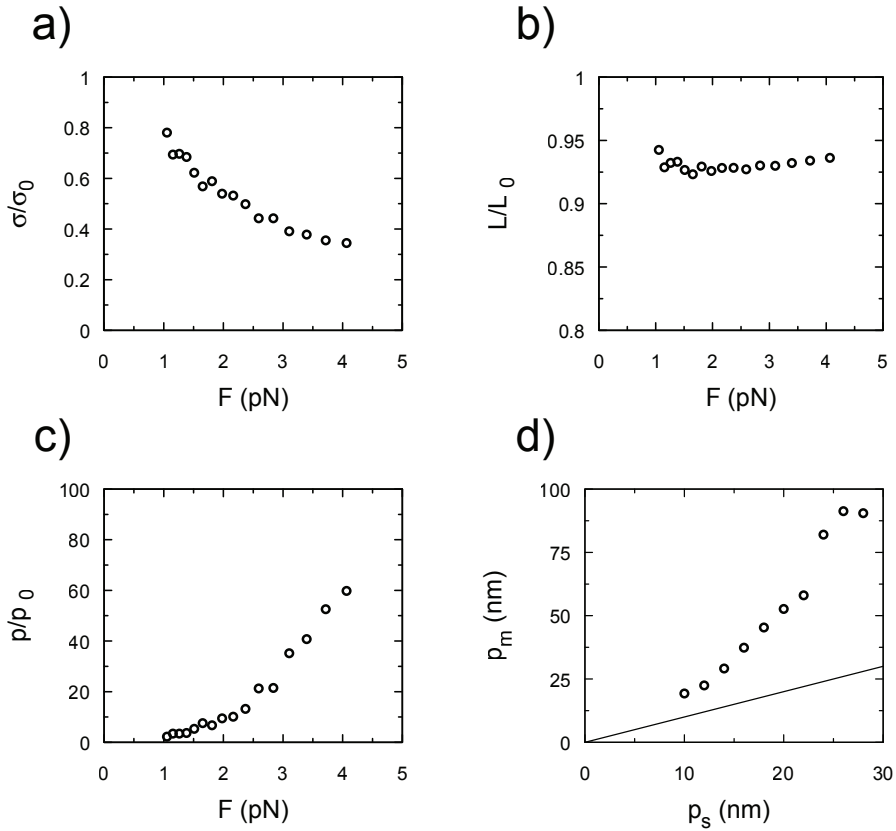 a)
1
0.8
0.6
0.4
0.2
0
σ/σ0
0 1 2 3 4 5
F (pN)
b)
1
0.95
0.9
0.85
0.8
L/L 0
0 1 2 3 4 5
F (pN)
c)
100
80
60
40
20
0
p/p 0
0 1 2 3 4 5
F (pN)
d)
100
75
50
25
0
pm (nm)
0 10 20 30
ps (nm)